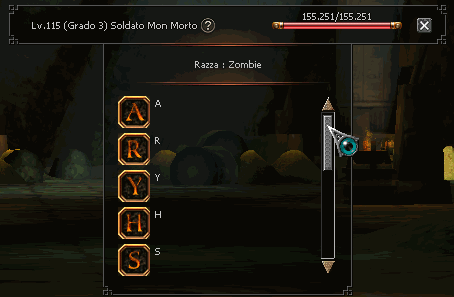 Lv.115 (Grado 3) Soldato Mon Morto ?
155.251/155.251
Razza : Zombie
A A
R R
Y Y
H H
S S